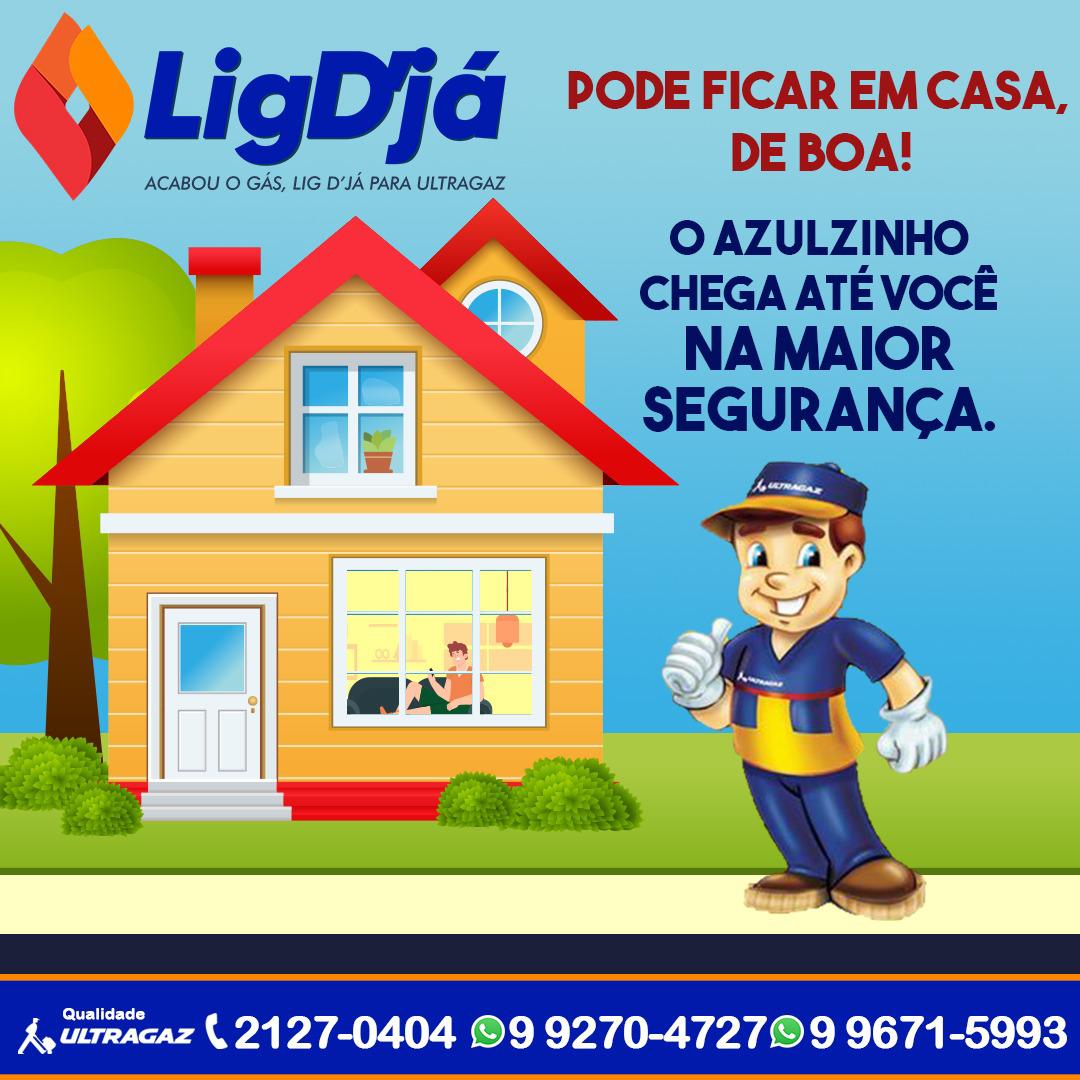 LigD'já
ACABOU O GÁS, LIG D'JÁ PARA ULTRAGAZ
PODE FICAR EM CASA,
DE BOA!
O AZULZINHO
CHEGA ATÉ VOCÊ
NA MAIOR
SEGURANÇA.
ULTRAGAZ
ULTRAGAZ
Qualidade
ULTRAGAZ
2127-0404 9 9270-4727 9 9671-5993